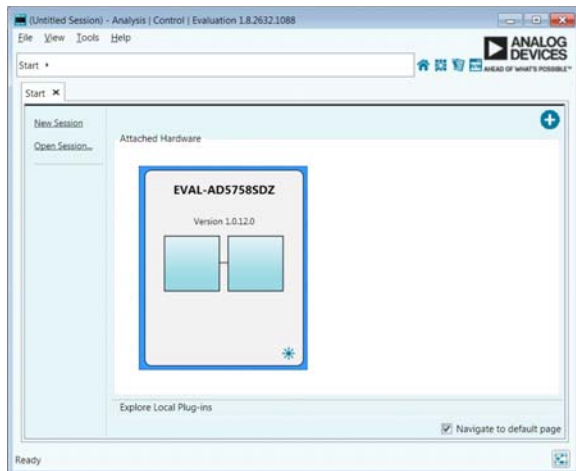 (Untitled Session) - Analysis | Control | Evaluation 1.8.2632.1088
File View Tools Help
ANALOG
DEVICES
AHEAD OF WHAT'S POSSIBLE™
Start
Start
New Session
Open Session...
Attached Hardware
EVAL-AD5758SDZ
Version 1.0.12.0
Explore Local Plug-ins
Navigate to default page
Ready